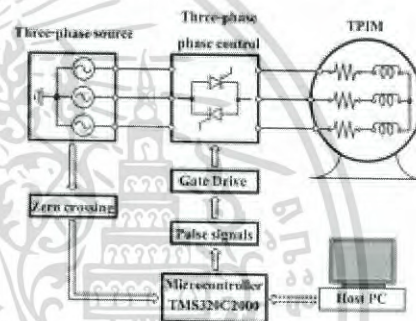 Three-phase source
Three-phase
phase control
TPIM
Gate Drive
Zero crossing
Pulse signals
Microcontroller
TMS320C2000
Host PC